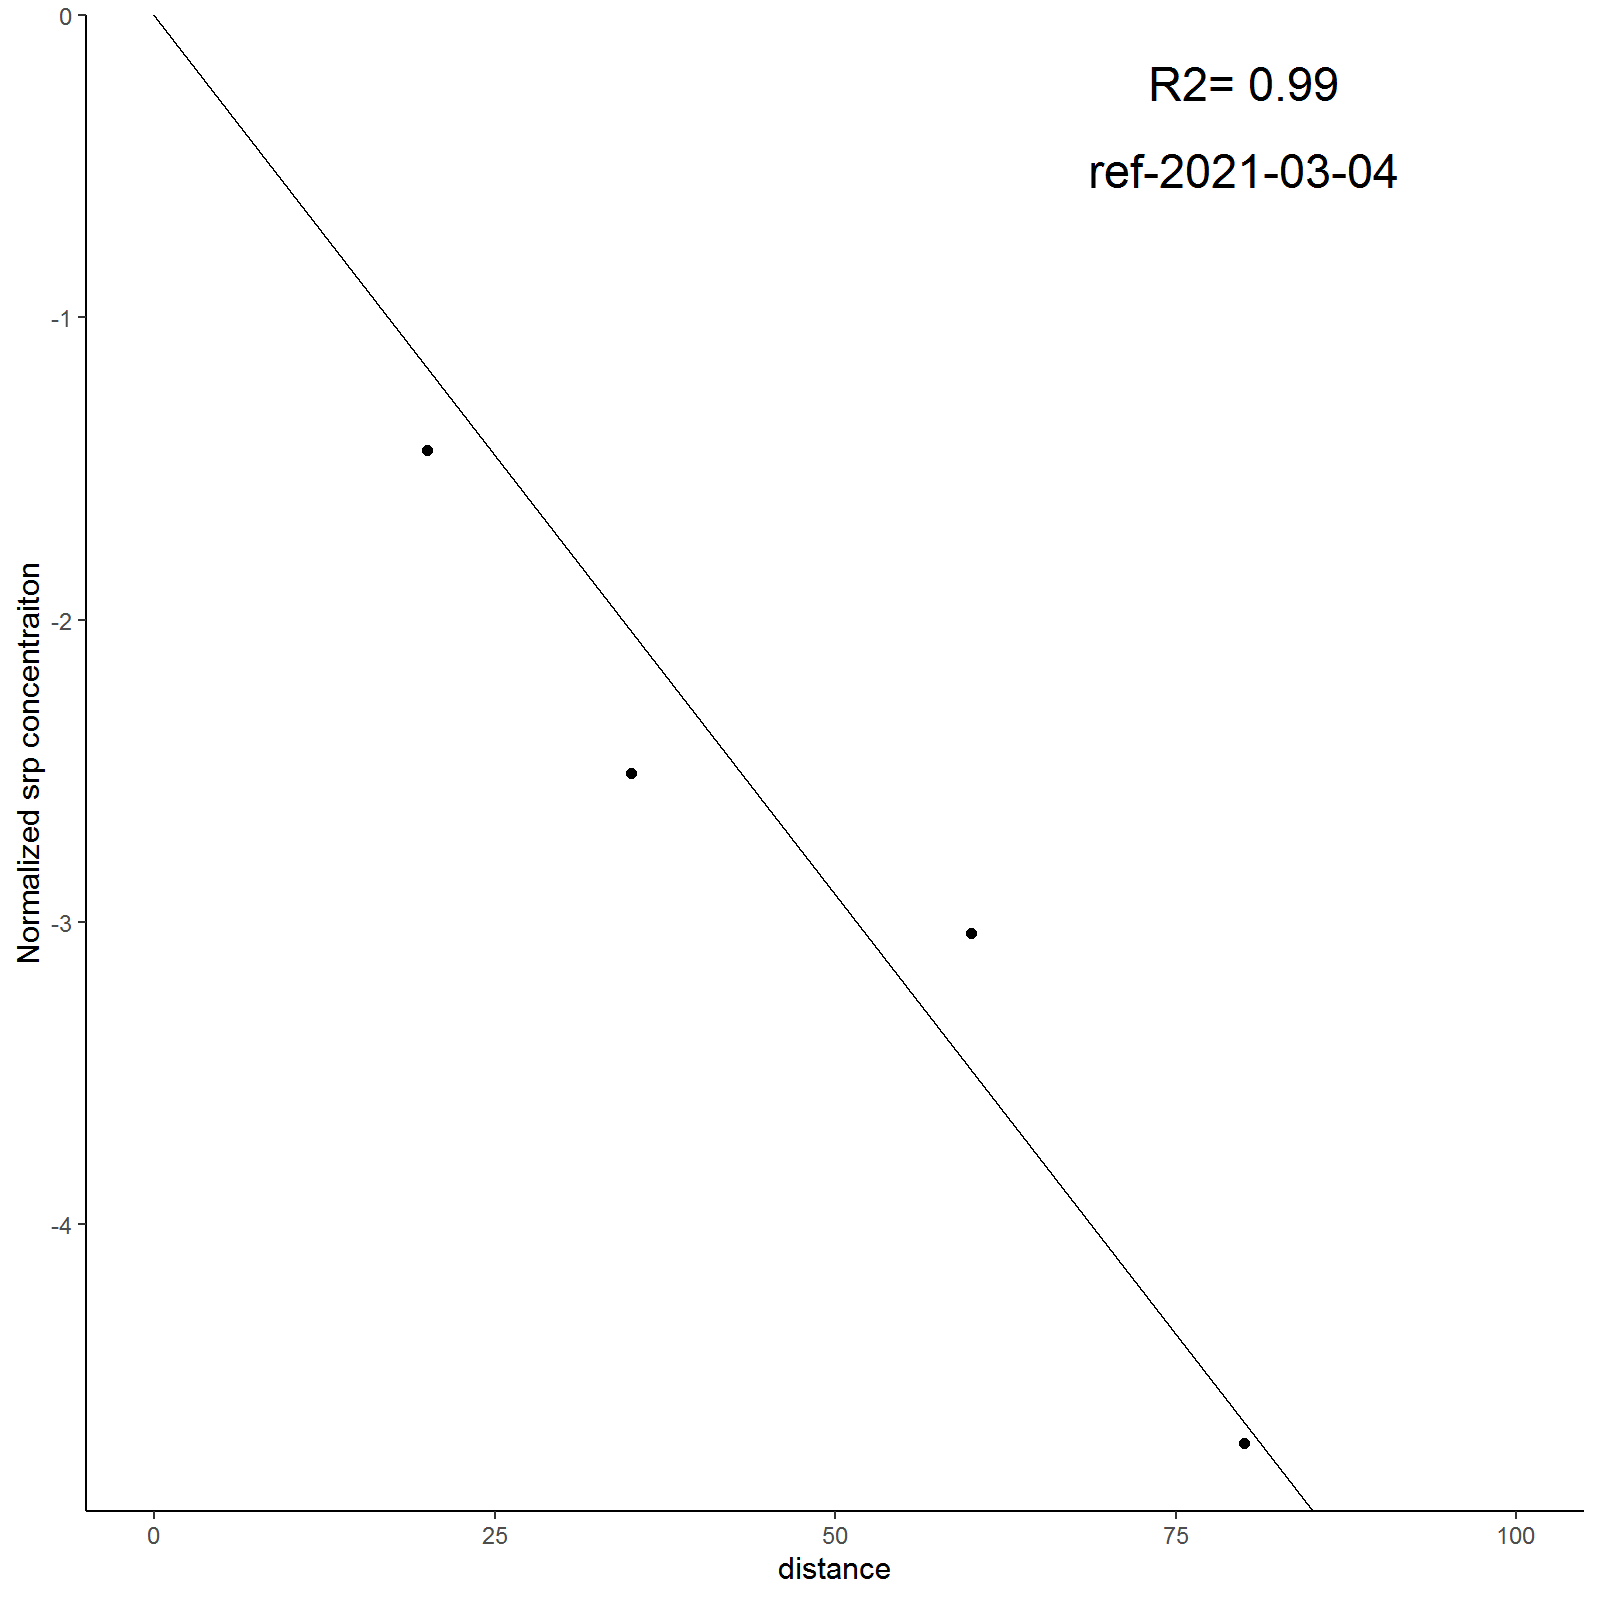 R2= 0.99
ref-2021-03-04
0
-1
-2
-3
-4
Normalized srp concentraiton
0 25 50 75 100
distance